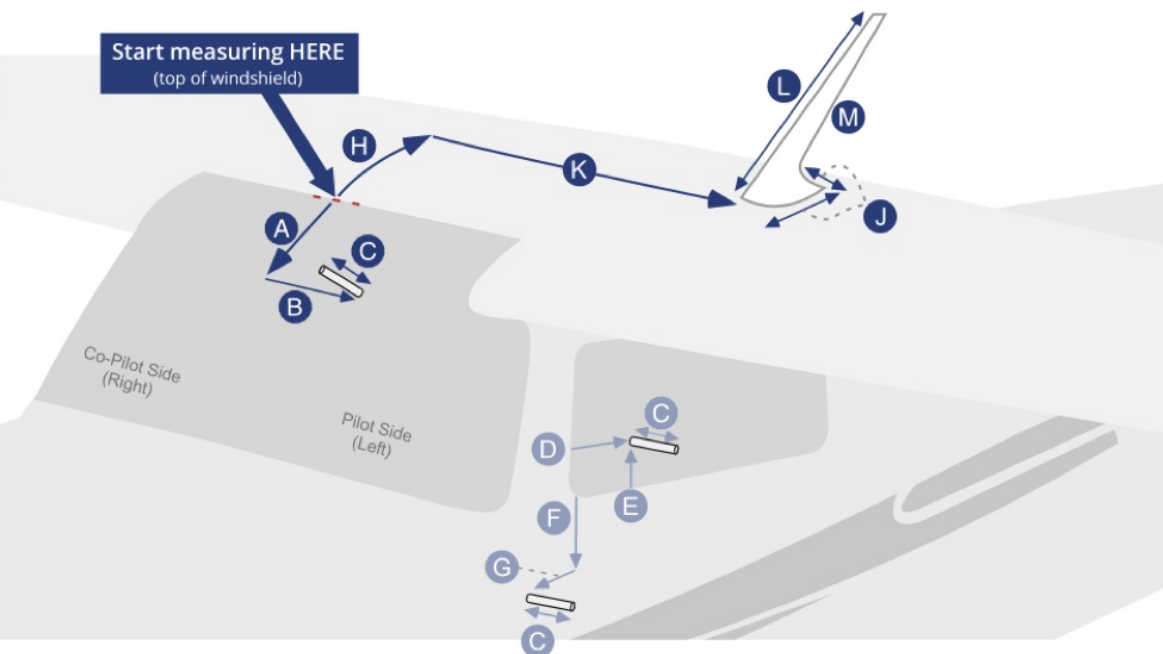 Start measuring HERE
(top of windshield)
L
M
H
K
J
A
C
B
Co-Pilot Side
(Right)
Pilot Side
(Left)
C
D
E
F
G
C